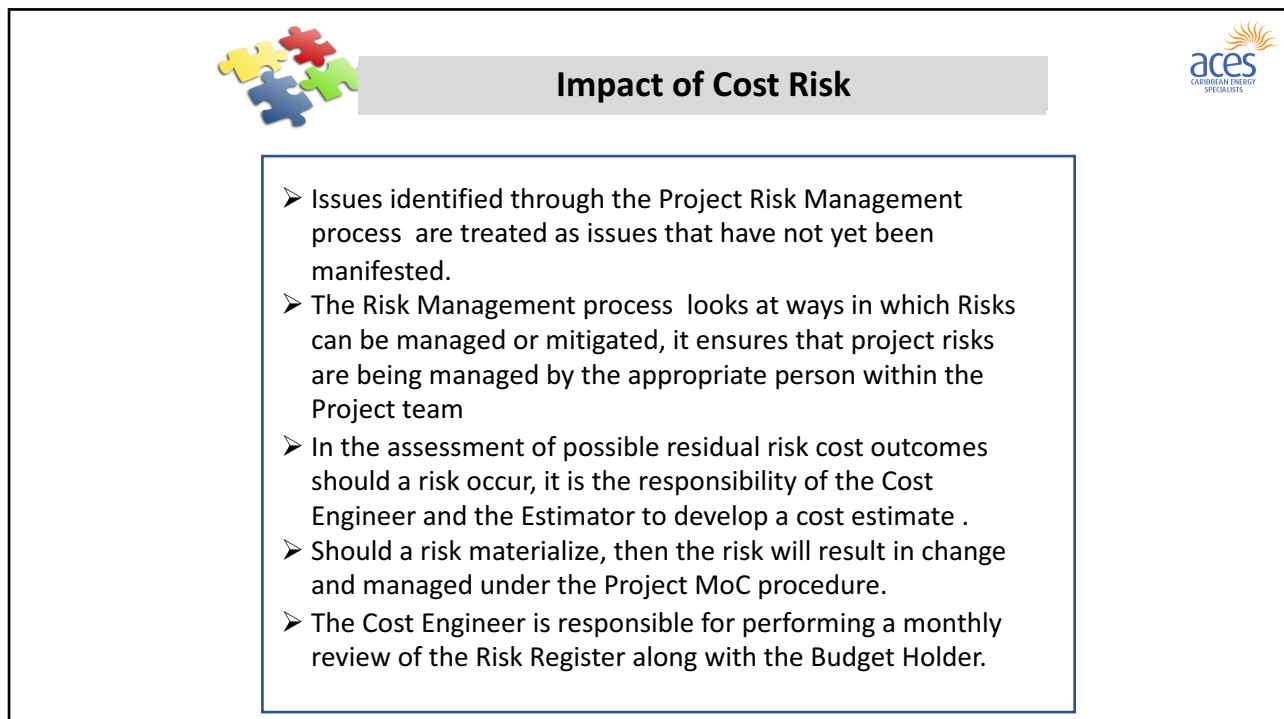 Impact of Cost Risk
aces
CARIBBEAN ENERGY
SPECIALISTS
➢ Issues identified through the Project Risk Management
process are treated as issues that have not yet been
manifested.
➢ The Risk Management process looks at ways in which Risks
can be managed or mitigated, it ensures that project risks
are being managed by the appropriate person within the
Project team
➢ In the assessment of possible residual risk cost outcomes
should a risk occur, it is the responsibility of the Cost
Engineer and the Estimator to develop a cost estimate .
➢ Should a risk materialize, then the risk will result in change
and managed under the Project MoC procedure.
➢ The Cost Engineer is responsible for performing a monthly
review of the Risk Register along with the Budget Holder.